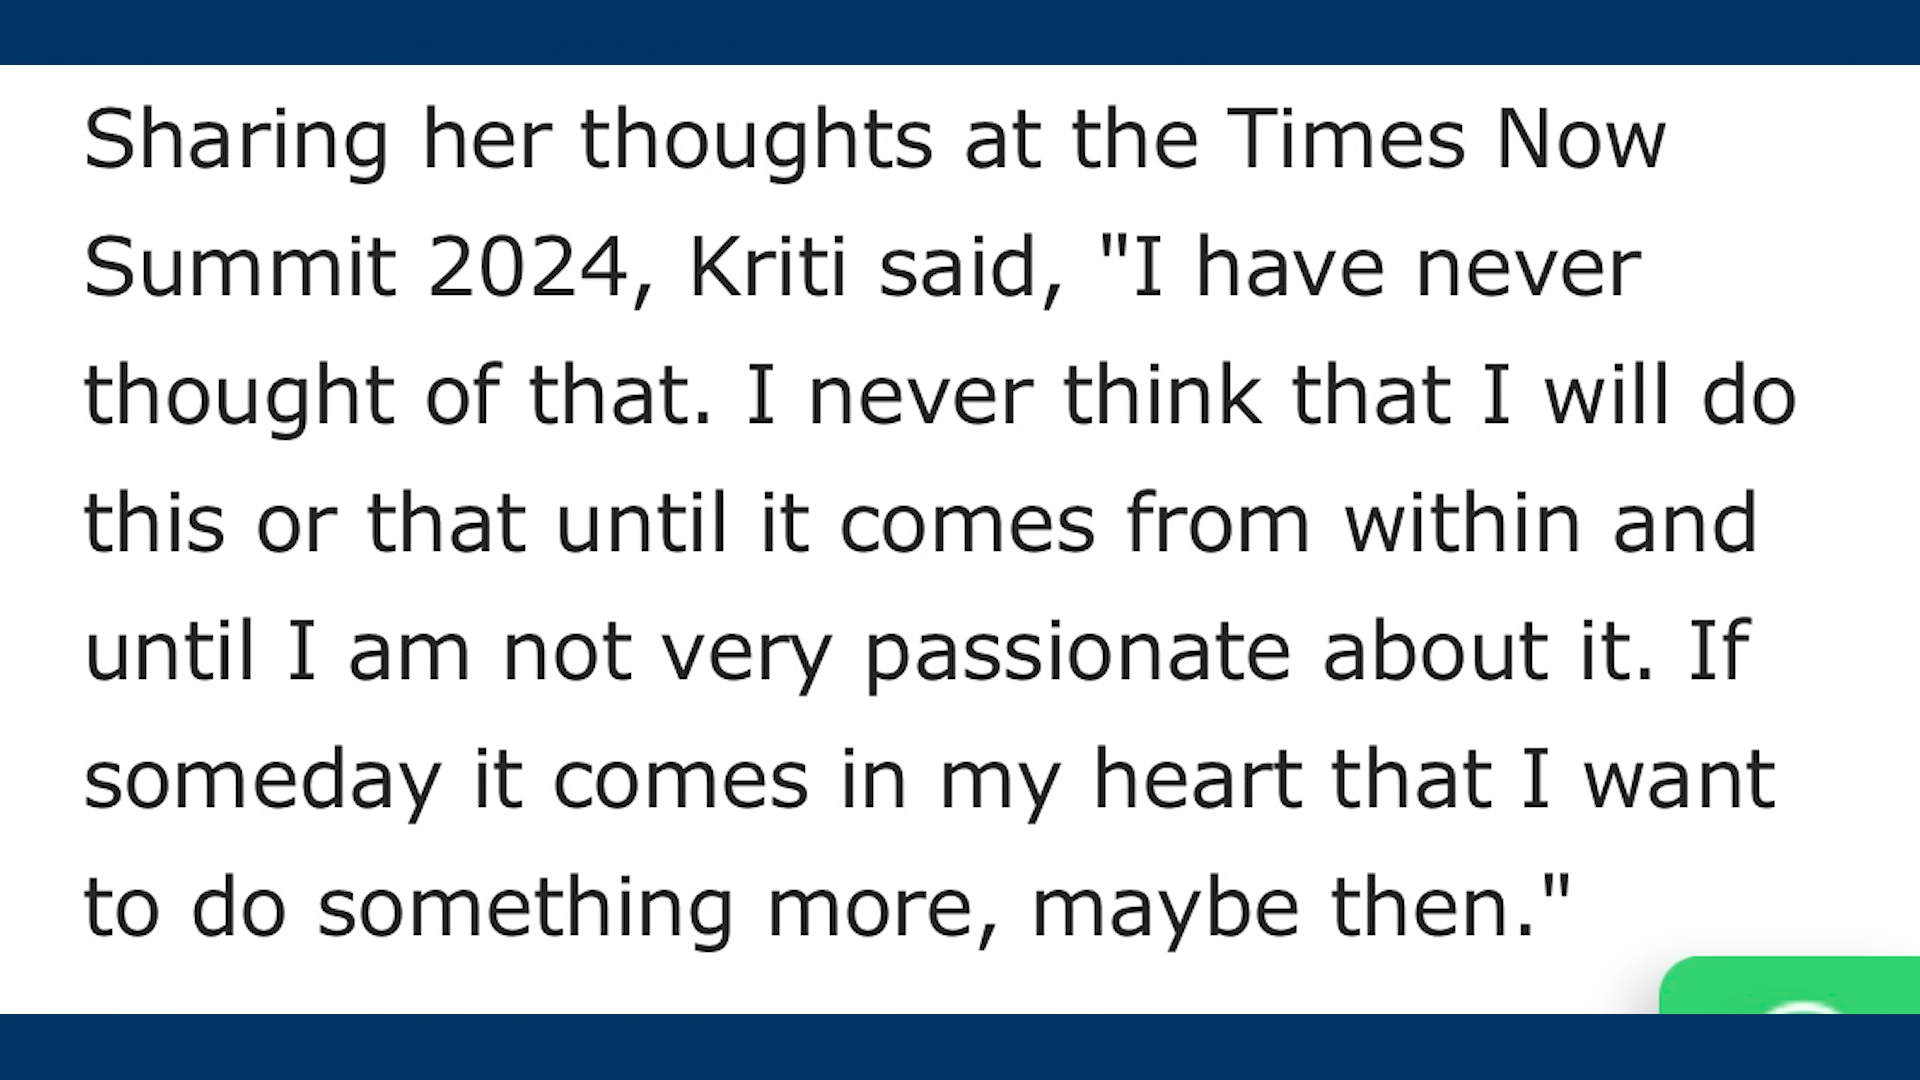 Sharing her thoughts at the Times Now
Summit 2024, Kriti said, "I have never
thought of that. I never think that I will do
this or that until it comes from within and
until I am not very passionate about it. If
someday it comes in my heart that I want
to do something more, maybe then."